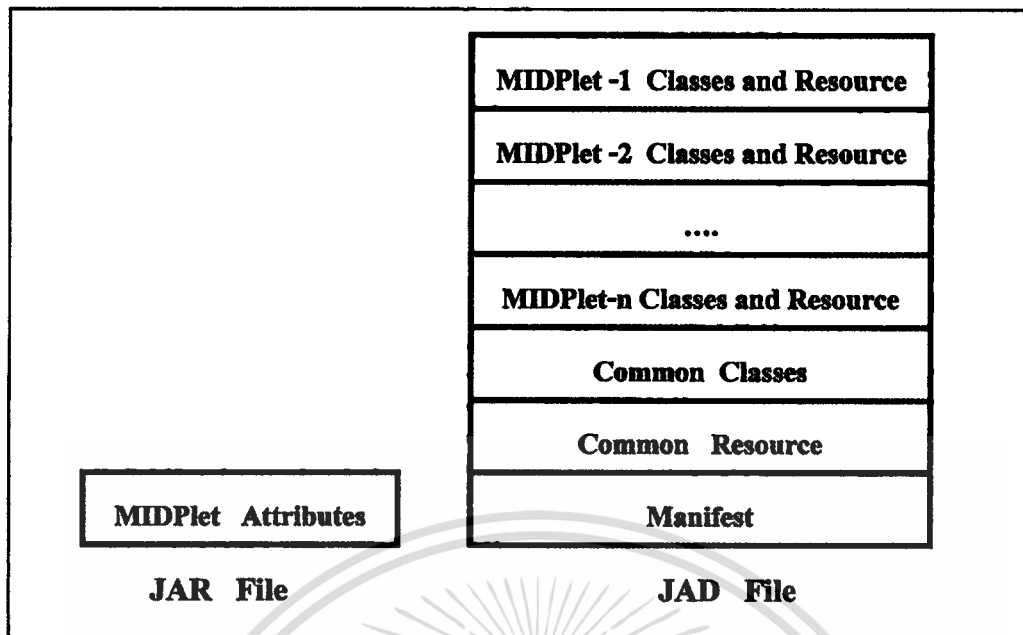 MIDPlet -1 Classes and Resource
MIDPlet -2 Classes and Resource
....
MIDPlet-n Classes and Resource
Common Classes
Common Resource
MIDPlet Attributes
Manifest
JAR File
JAD File